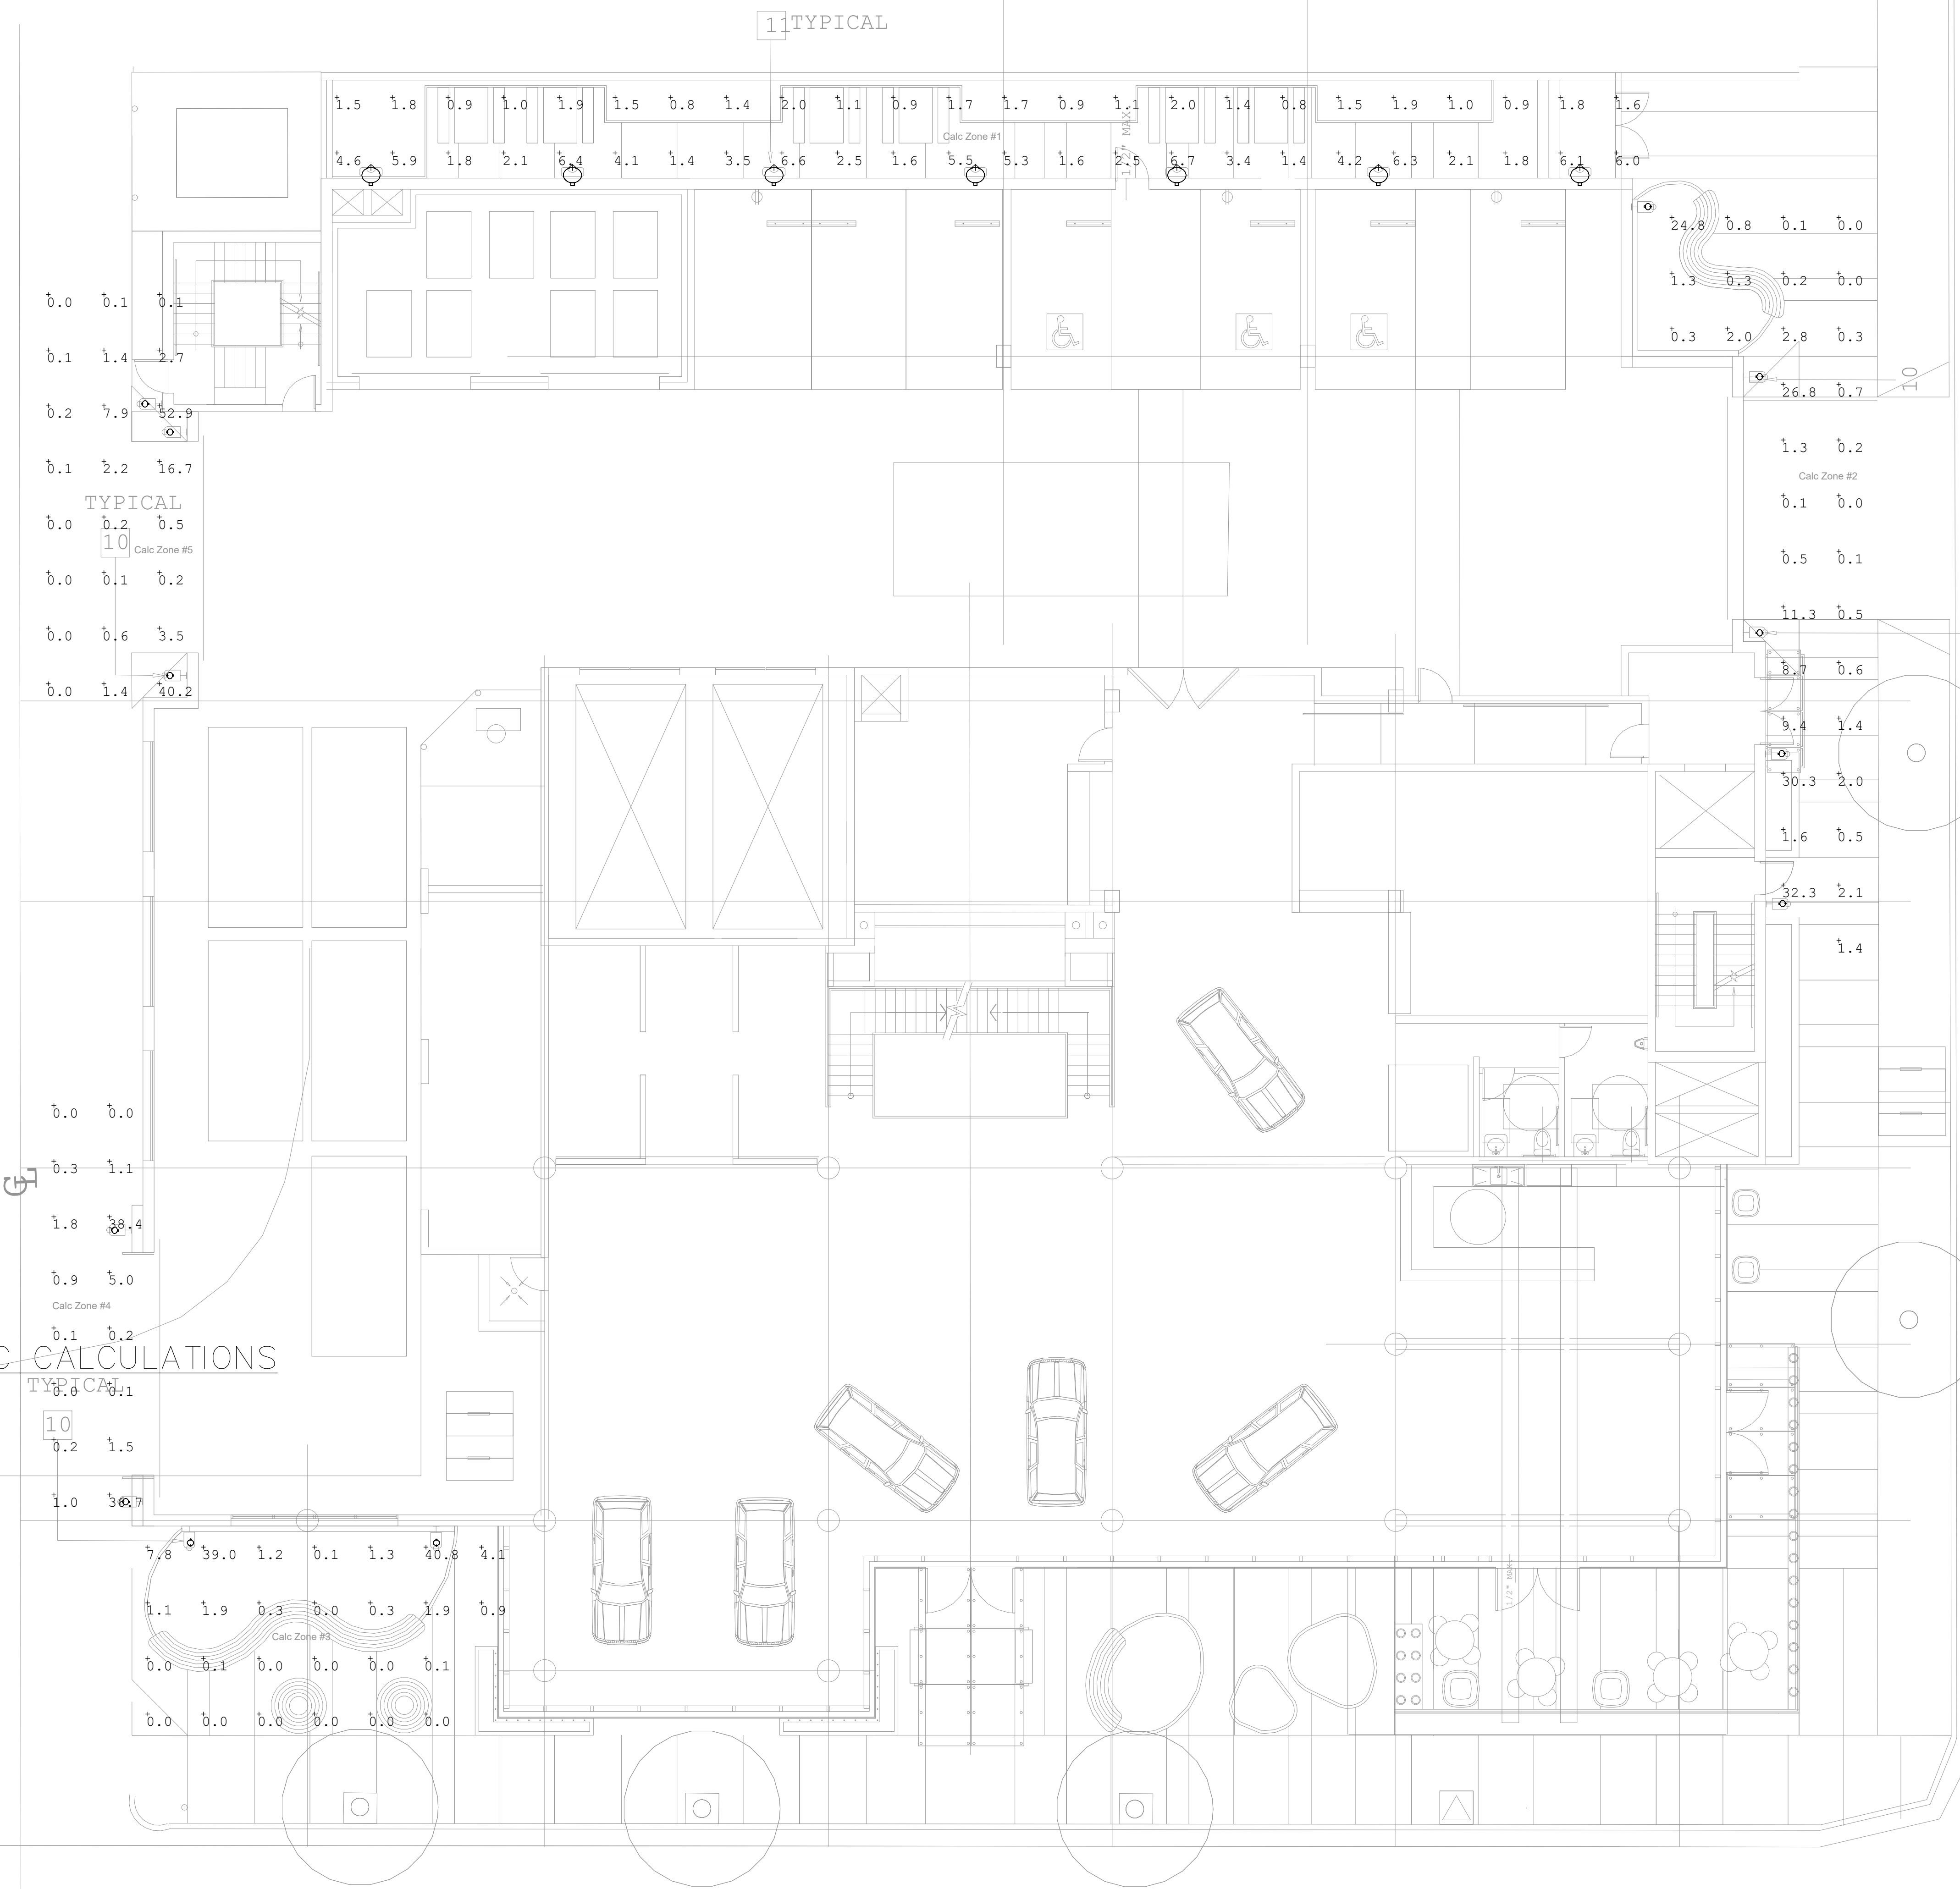 11 TYPICAL
1.5 1.8 0.9 1.0 1.9 1.5 0.8 1.4 2.0 1.1 0.9 1.7 1.7 0.9 1.1 2.0 1.4 0.8 1.5 1.9 1.0 0.9 1.8 1.6
1/2" MAX.
Calc Zone #1
4.6 5.9 1.8 2.1 6.4 4.1 1.4 3.5 6.6 2.5 1.6 5.5 5.3 1.6 2.5 6.7 3.4 1.4 4.2 6.3 2.1 1.8 6.1 6.0
24.8 0.8 0.1 0.0
1.3 0.3 0.2 0.0
0.3 2.0 2.8 0.3
26.8 0.7
10
1.3 0.2
Calc Zone #2
0.1 0.0
0.5 0.1
11.3 0.5
8.7 0.6
9.4 1.4
30.3 2.0
1.6 0.5
32.3 2.1
1.4
0.0 0.1 0.1
0.1 1.4 2.7
0.2 7.9 52.9
0.1 2.2 16.7
TYPICAL
0.0 0.2 0.5
10
Calc Zone #5
0.0 0.1 0.2
0.0 0.6 3.5
0.0 1.4 40.2
0.0 0.0
0.3 1.1
CL
1.8 38.4
0.9 5.0
Calc Zone #4
0.1 0.2
C CALCULATIONS
TYPICAL
0.0 0.1
10
0.2 1.5
1.0 36.7
7.8 39.0 1.2 0.1 1.3 40.8 4.1
1.1 1.9 0.3 0.0 0.3 1.9 0.9
Calc Zone #3
0.0 0.1 0.0 0.0 0.0 0.1
0.0 0.0 0.0 0.0 0.0 0.0
1/2" MAX.